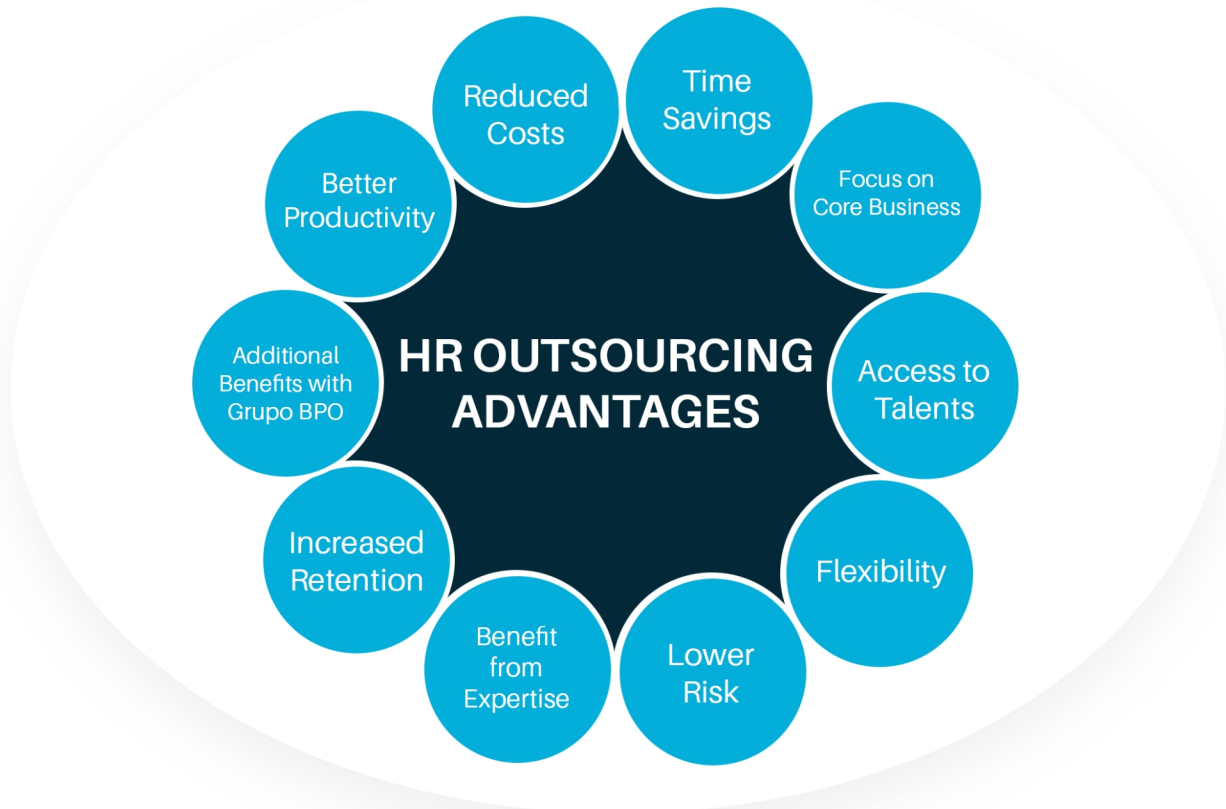 HR OUTSOURCING
ADVANTAGES
Reduced
Costs
Time
Savings
Focus on
Core Business
Access to
Talents
Flexibility
Lower
Risk
Benefit
from
Expertise
Increased
Retention
Additional
Benefits with
Grupo BPO
Better
Productivity